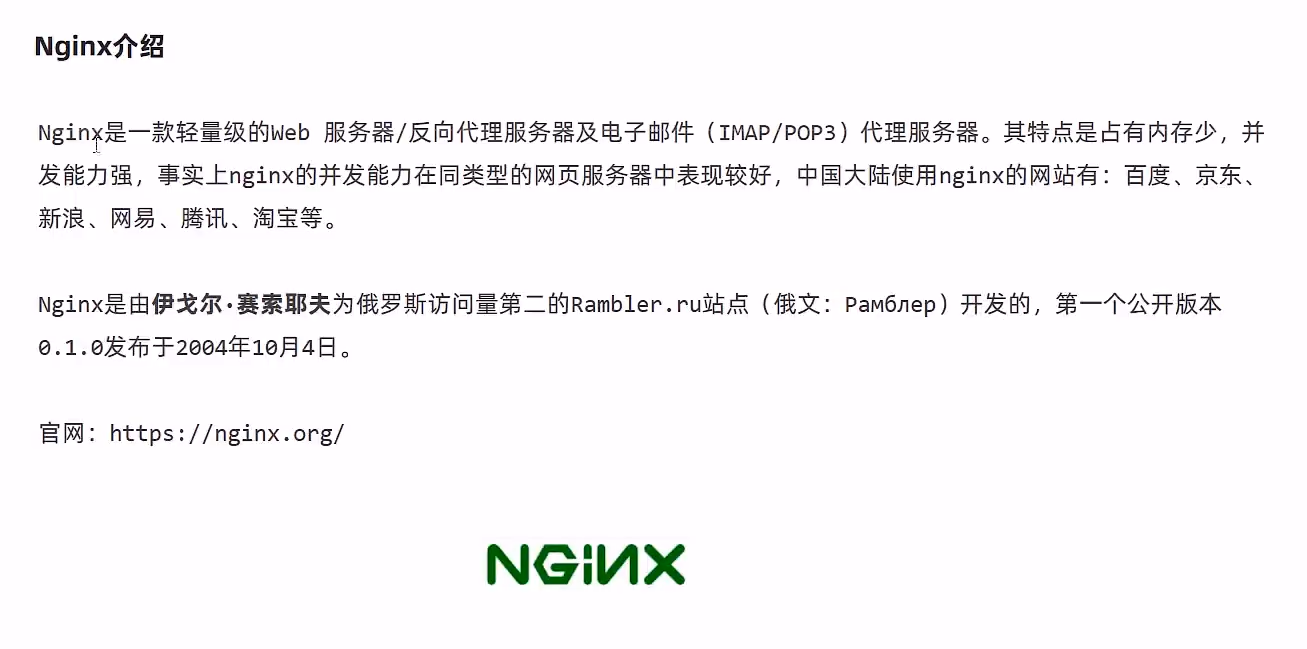 Nginx介绍
Nginx是一款轻量级的Web 服务器/反向代理服务器及电子邮件（IMAP/POP3）代理服务器。其特点是占有内存少，并
发能力强，事实上nginx的并发能力在同类型的网页服务器中表现较好，中国大陆使用nginx的网站有：百度、京东、
新浪、网易、腾讯、淘宝等。
Nginx是由伊戈尔·赛索耶夫为俄罗斯访问量第二的Rambler.ru站点（俄文：Рамблер）开发的，第一个公开版本
0.1.0发布于2004年10月4日。
官网：https://nginx.org/
NGiNX